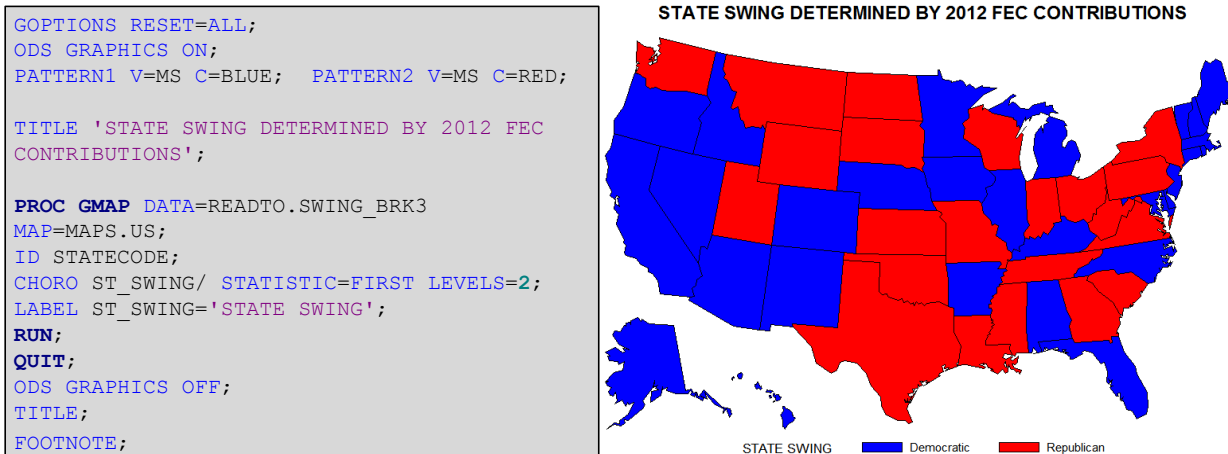 GOPTIONS RESET=ALL;
ODS GRAPHICS ON;
PATTERN1 V=MS C=BLUE; PATTERN2 V=MS C=RED;
TITLE 'STATE SWING DETERMINED BY 2012 FEC
CONTRIBUTIONS';
PROC GMAP DATA=READTO.SWING_BRK3
MAP=MAPS.US;
ID STATECODE;
CHORO ST_SWING/ STATISTIC=FIRST LEVELS=2;
LABEL ST_SWING='STATE SWING';
RUN;
QUIT;
ODS GRAPHICS OFF;
TITLE;
FOOTNOTE;
STATE SWING DETERMINED BY 2012 FEC CONTRIBUTIONS
STATE SWING Democratic Republican